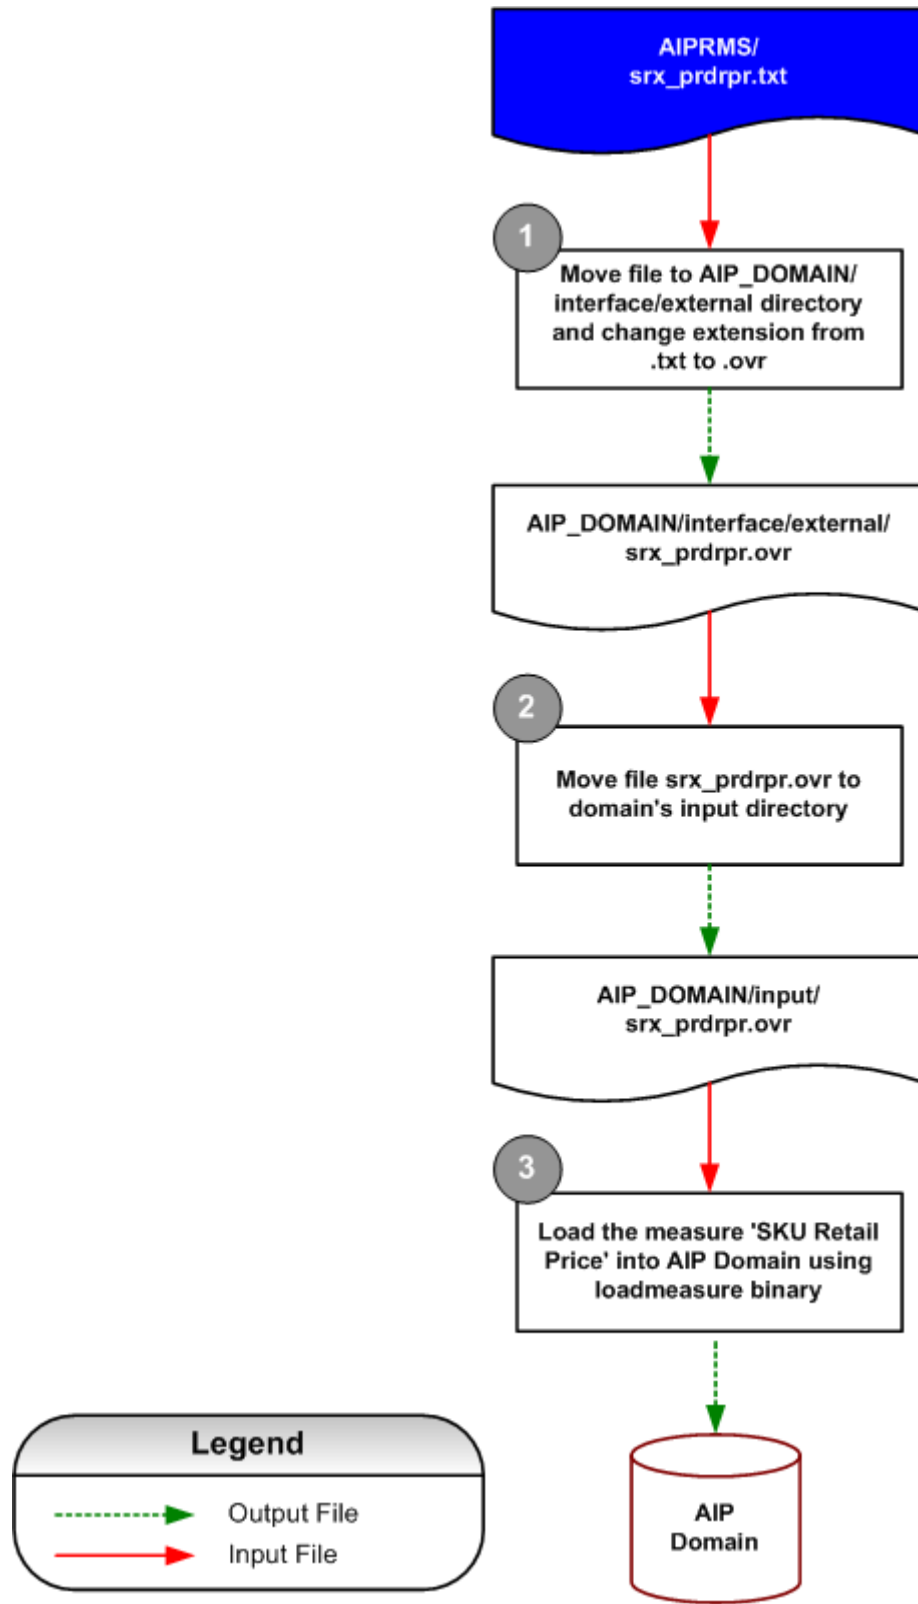 AIPRMS/
srx_prdrpr.txt
1
Move file to AIP_DOMAIN/
interface/external directory
and change extension from
.txt to .ovr
AIP_DOMAIN/interface/external/
srx_prdrpr.ovr
2
Move file srx_prdrpr.ovr to
domain's input directory
AIP_DOMAIN/input/
srx_prdrpr.ovr
3
Load the measure 'SKU Retail
Price' into AIP Domain using
loadmeasure binary
AIP
Domain
Legend
Output File
Input File